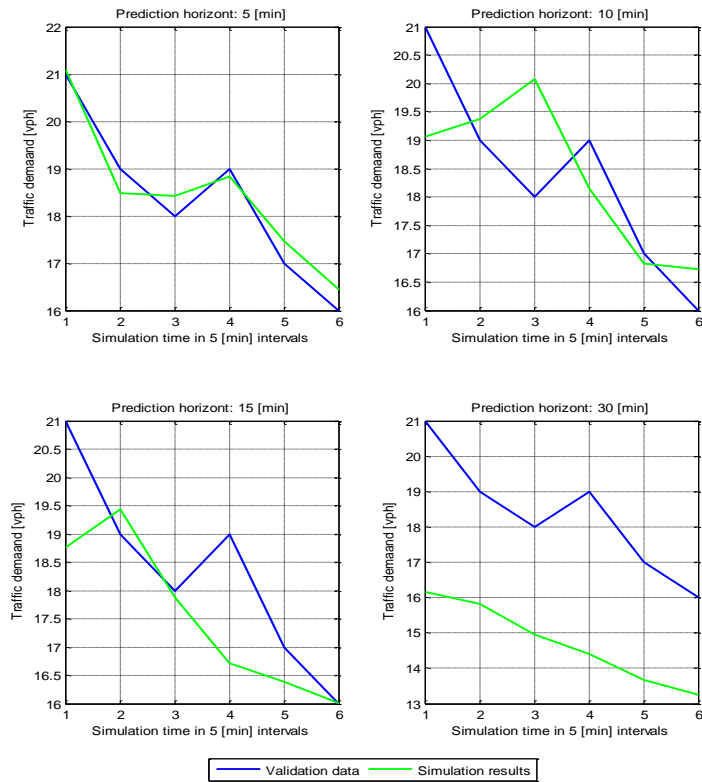 Prediction horizont: 5 [min]
22
21
20
19
18
17
16
1 2 3 4 5 6
Traffic demaand [vph]
Simulation time in 5 [min] intervals
Prediction horizont: 10 [min]
21
20.5
20
19.5
19
18.5
18
17.5
17
16.5
16
1 2 3 4 5 6
Traffic demaand [vph]
Simulation time in 5 [min] intervals
Prediction horizont: 15 [min]
21
20.5
20
19.5
19
18.5
18
17.5
17
16.5
16
1 2 3 4 5 6
Traffic demaand [vph]
Simulation time in 5 [min] intervals
Prediction horizont: 30 [min]
21
20
19
18
17
16
15
14
13
1 2 3 4 5 6
Traffic demaand [vph]
Simulation time in 5 [min] intervals
Validation data Simulation results